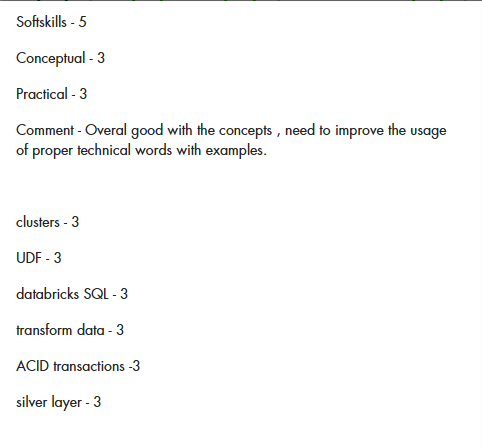 Softskills - 5
Conceptual - 3
Practical - 3
Comment - Overal good with the concepts , need to improve the usage
of proper technical words with examples.
clusters - 3
UDF - 3
databricks SQL - 3
transform data - 3
ACID transactions -3
silver layer - 3